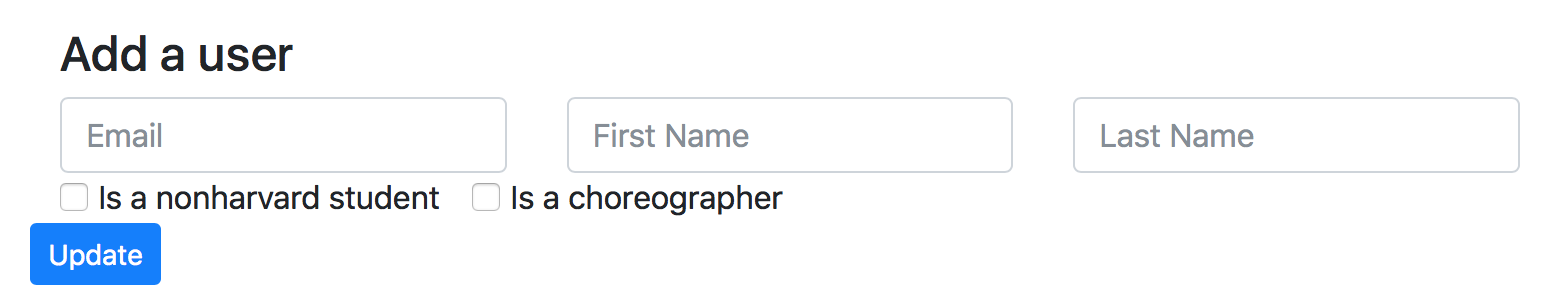 Add a user
Email First Name Last Name
Is a nonharvard student Is a choreographer
Update